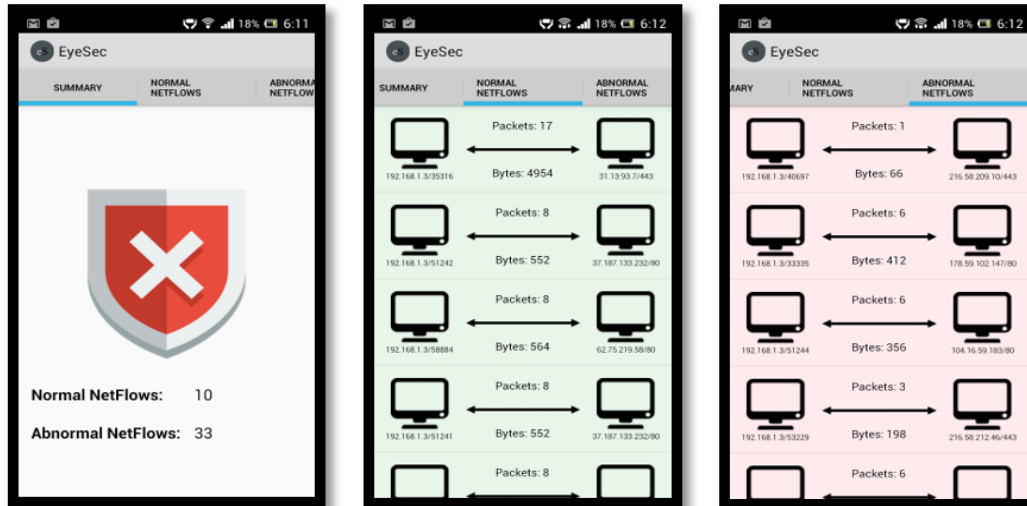 18% 6:11
EyeSec
SUMMARY
NORMAL
NETFLOWS
ABNORMA
NETFLOW
Normal NetFlows: 10
Abnormal NetFlows: 33
18% 6:12
EyeSec
SUMMARY
NORMAL
NETFLOWS
ABNORMAL
NETFLOWS
Packets: 17
Bytes: 4954
192.168.1.3/35316
31.13.93.7/443
Packets: 8
Bytes: 552
192.168.1.3/51242
37.187.133.232/80
Packets: 8
Bytes: 564
192.168.1.3/58884
62.75.219.58/80
Packets: 8
Bytes: 552
192.168.1.3/51241
37.187.133.232/80
Packets: 8
18% 6:12
EyeSec
MARY
NORMAL
NETFLOWS
ABNORMAL
NETFLOWS
Packets: 1
Bytes: 66
192.168.1.3/40697
216.58.209.10/443
Packets: 6
Bytes: 412
192.168.1.3/33335
178.59.102.147/80
Packets: 6
Bytes: 356
192.168.1.3/51244
104.16.59.183/80
Packets: 3
Bytes: 198
192.168.1.3/53229
216.58.212.46/443
Packets: 6